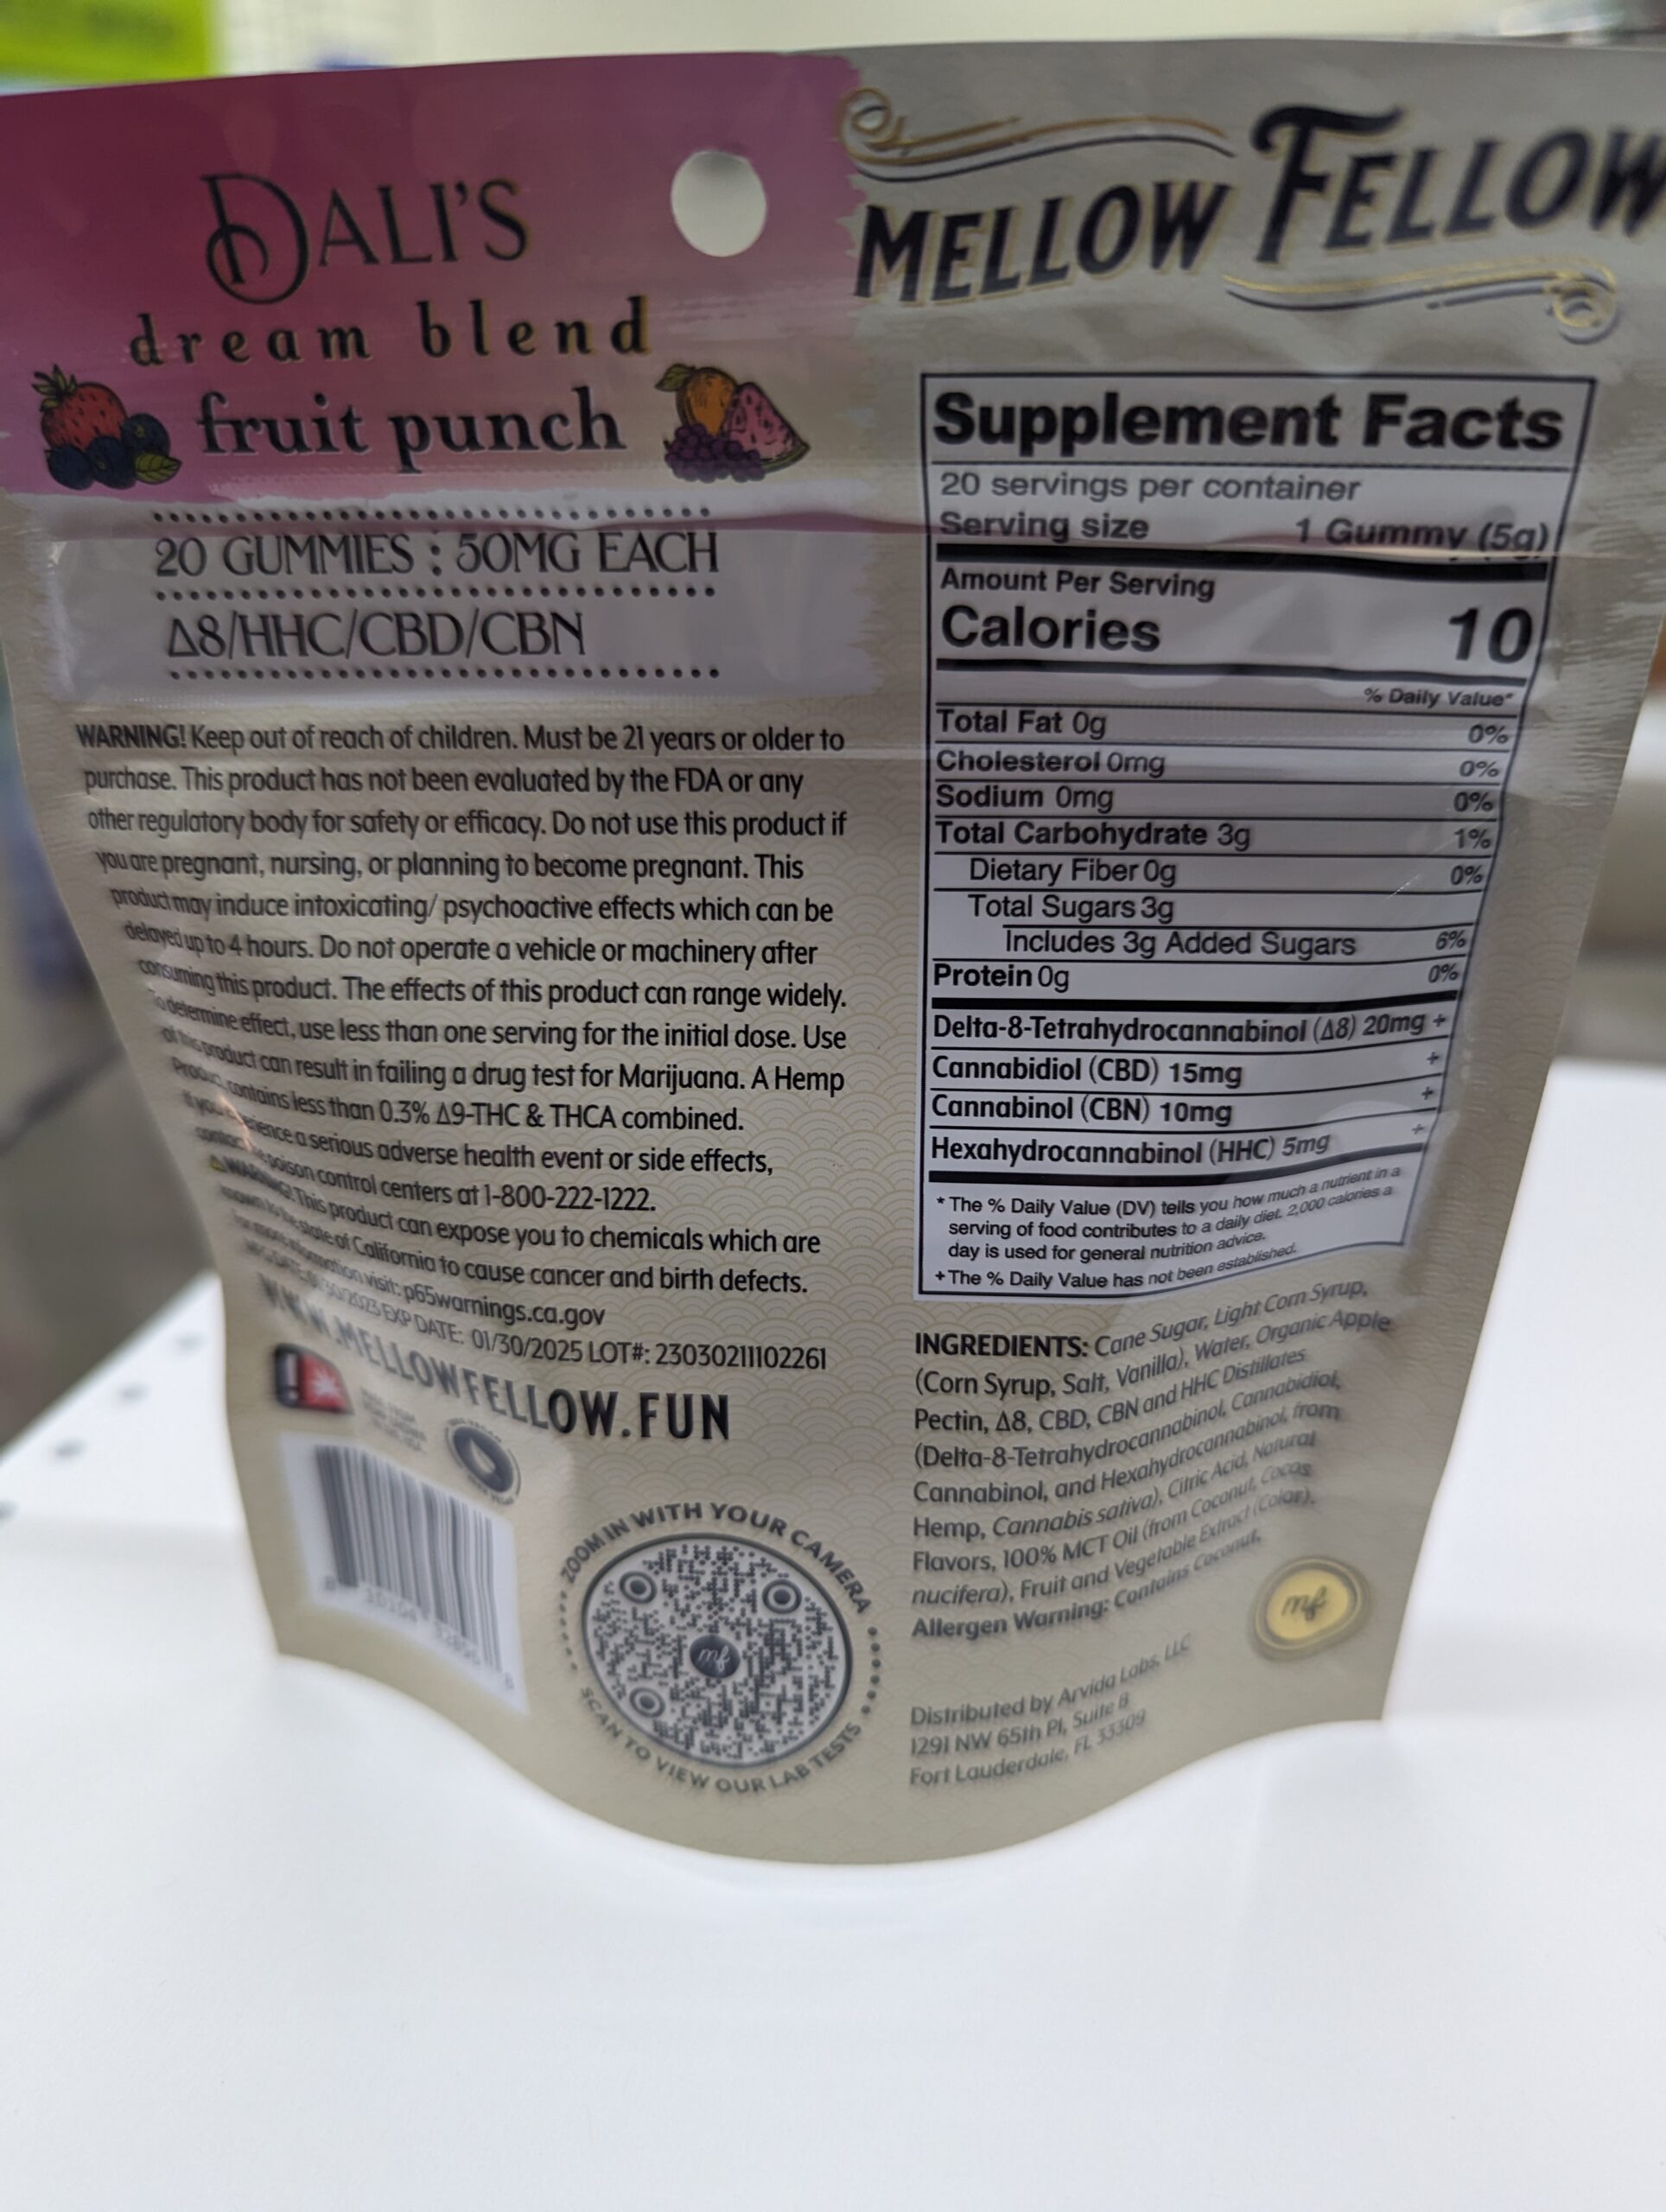 DALI'S
dream blend
fruit punch
20 GUMMIES : 50MG EACH
Δ8/HHC/CBD/CBN
WARNING! Keep out of reach of children. Must be 21 years or older to
purchase. This product has not been evaluated by the FDA or any
other regulatory body for safety or efficacy. Do not use this product if
you are pregnant, nursing, or planning to become pregnant. This
product may induce intoxicating/ psychoactive effects which can be
delayed up to 4 hours. Do not operate a vehicle or machinery after
consuming this product. The effects of this product can range widely.
To determine effect, use less than one serving for the initial dose. Use
of this product can result in failing a drug test for Marijuana. A Hemp
Product contains less than 0.3% Δ9-THC & THCA combined.
If you experience a serious adverse health event or side effects,
contact the poison control centers at 1-800-222-1222.
⚠WARNING! This product can expose you to chemicals which are
known to the state of California to cause cancer and birth defects.
For more information visit: p65warnings.ca.gov
EXP DATE: 01/30/2025 LOT#: 23030211102261
WWW.MELLOWFELLOW.FUN
ZOOM IN WITH YOUR CAMERA
mf
SCAN TO VIEW OUR LAB TESTS
MELLOW FELLOW
Supplement Facts
20 servings per container
Serving size 1 Gummy (5g)
Amount Per Serving
Calories 10
% Daily Value*
Total Fat 0g 0%
Cholesterol 0mg 0%
Sodium 0mg 0%
Total Carbohydrate 3g 1%
Dietary Fiber 0g 0%
Total Sugars 3g
Includes 3g Added Sugars 6%
Protein 0g 0%
Delta-8-Tetrahydrocannabinol (Δ8) 20mg +
Cannabidiol (CBD) 15mg +
Cannabinol (CBN) 10mg +
Hexahydrocannabinol (HHC) 5mg +
* The % Daily Value (DV) tells you how much a nutrient in a
serving of food contributes to a daily diet. 2,000 calories a
day is used for general nutrition advice.
+ The % Daily Value has not been established.
INGREDIENTS: Cane Sugar, Light Corn Syrup,
(Corn Syrup, Salt, Vanilla), Water, Organic Apple
Pectin, Δ8, CBD, CBN and HHC Distillates
(Delta-8-Tetrahydrocannabinol, Cannabidiol,
Cannabinol, and Hexahydrocannabinol, from
Hemp, Cannabis sativa), Citric Acid, Natural
Flavors, 100% MCT Oil (from Coconut, Cocos
nucifera), Fruit and Vegetable Extract (Color).
Allergen Warning: Contains Coconut.
mf
Distributed by Arvida Labs, LLC
1291 NW 65th Pl, Suite B
Fort Lauderdale, FL 33309